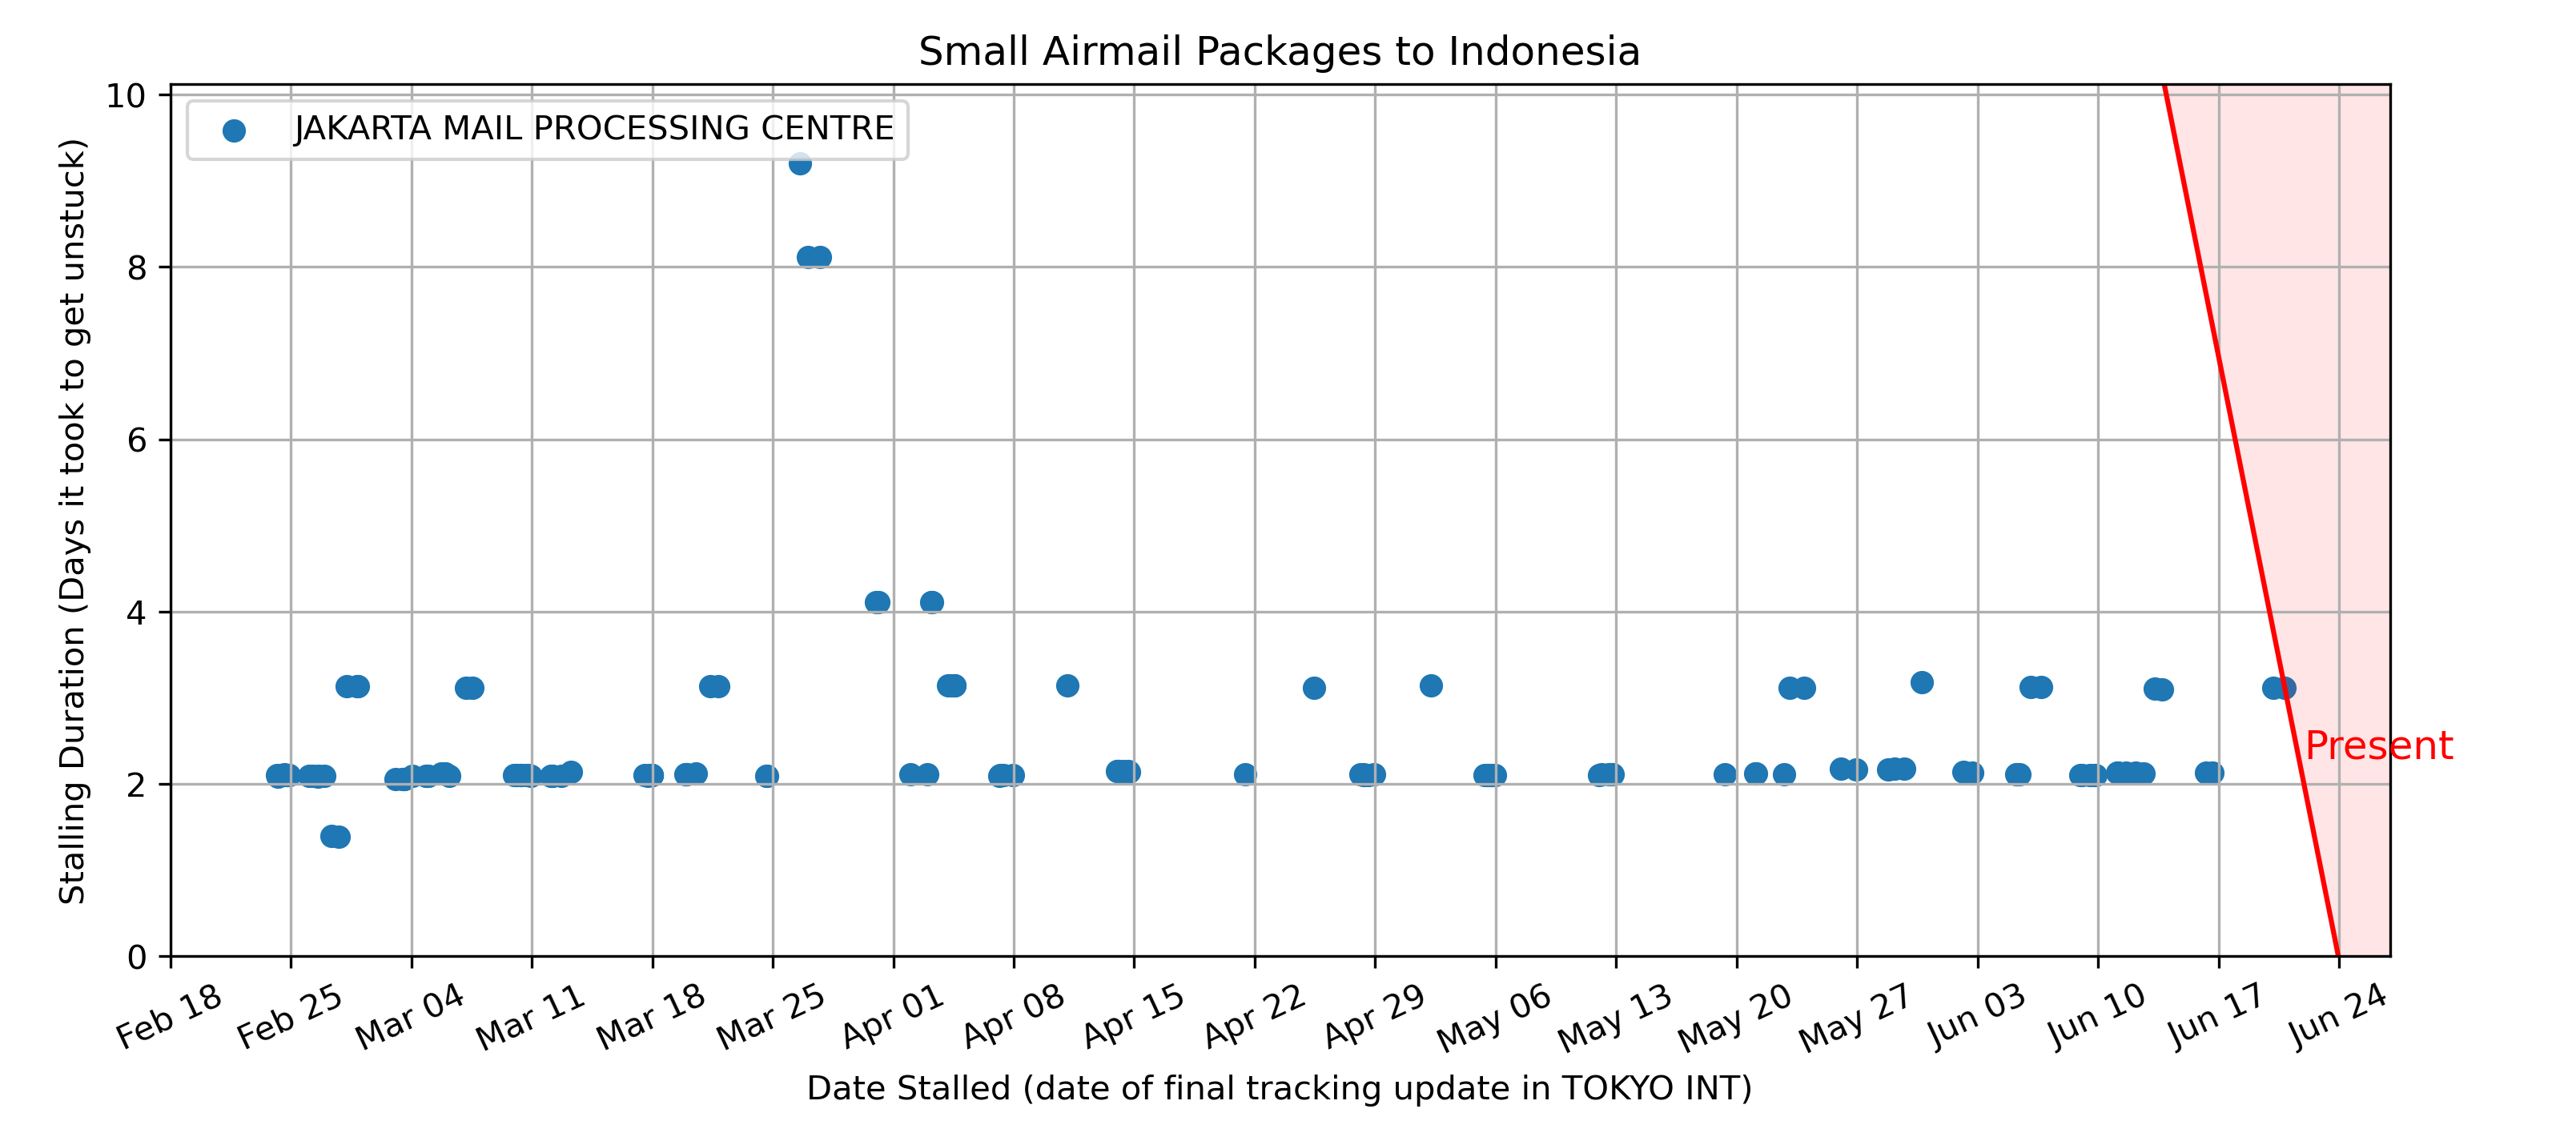 Small Airmail Packages to Indonesia
JAKARTA MAIL PROCESSING CENTRE
Stalling Duration (Days it took to get unstuck)
10
8
6
4
2
0
Present
Feb 18
Feb 25
Mar 04
Mar 11
Mar 18
Mar 25
Apr 01
Apr 08
Apr 15
Apr 22
Apr 29
May 06
May 13
May 20
May 27
Jun 03
Jun 10
Jun 17
Jun 24
Date Stalled (date of final tracking update in TOKYO INT)